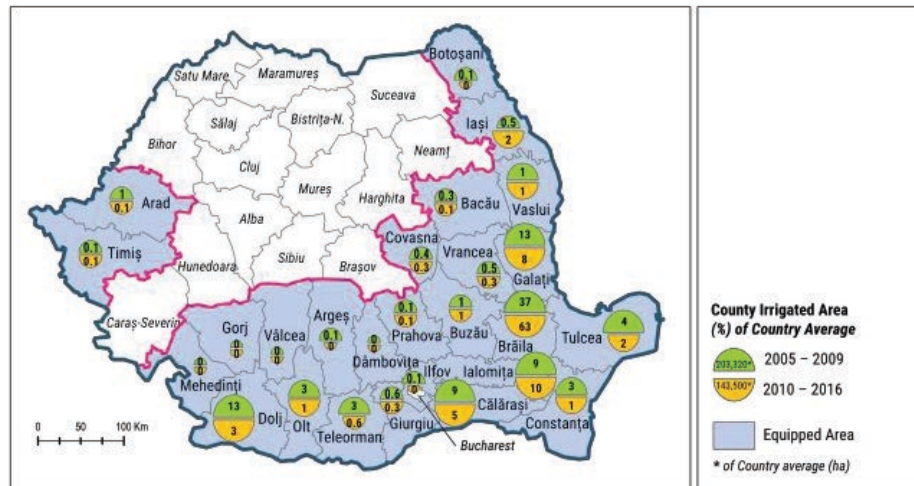 Botoșani
0.1
0
Satu Mare
Maramureș
Suceava
Iași
0.5
2
Sălaj
Bistrița-N.
Bihor
Neamț
Cluj
1
1
Vaslui
Mureș
Harghita
0.3
0.1
Bacău
1
0.1
Arad
Alba
Covasna
0.4
0.3
Vrancea
0.5
0.3
13
8
Galați
0.1
0.1
Timiș
Hunedoara
Sibiu
Brașov
Caraș-Severin
Gorj
0
0
Vâlcea
0
0
Argeș
0.1
0
0
0
Dâmbovița
0.1
0.1
Prahova
1
1
Buzău
37
63
Brăila
Tulcea
4
2
0
0
Mehedinți
13
3
Dolj
3
1
Olt
3
0.6
Teleorman
0.6
0.3
Giurgiu
0.1
0
Ilfov
9
5
Călărași
Ialomița
9
10
3
1
Constanța
Bucharest
0 50 100 Km
County Irrigated Area
(%) of Country Average
203,320*
2005 – 2009
143,500*
2010 – 2016
Equipped Area
* of Country average (ha)